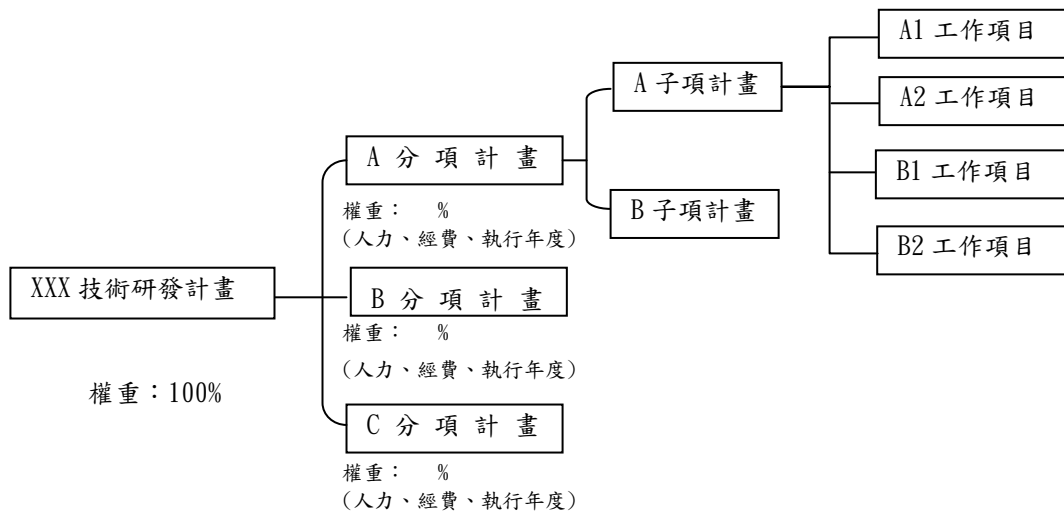 XXX 技術研發計畫
權重：100%
A 分 項 計 畫
權重： %
(人力、經費、執行年度)
B 分 項 計 畫
權重： %
(人力、經費、執行年度)
C 分 項 計 畫
權重： %
(人力、經費、執行年度)
A 子項計畫
B 子項計畫
A1 工作項目
A2 工作項目
B1 工作項目
B2 工作項目